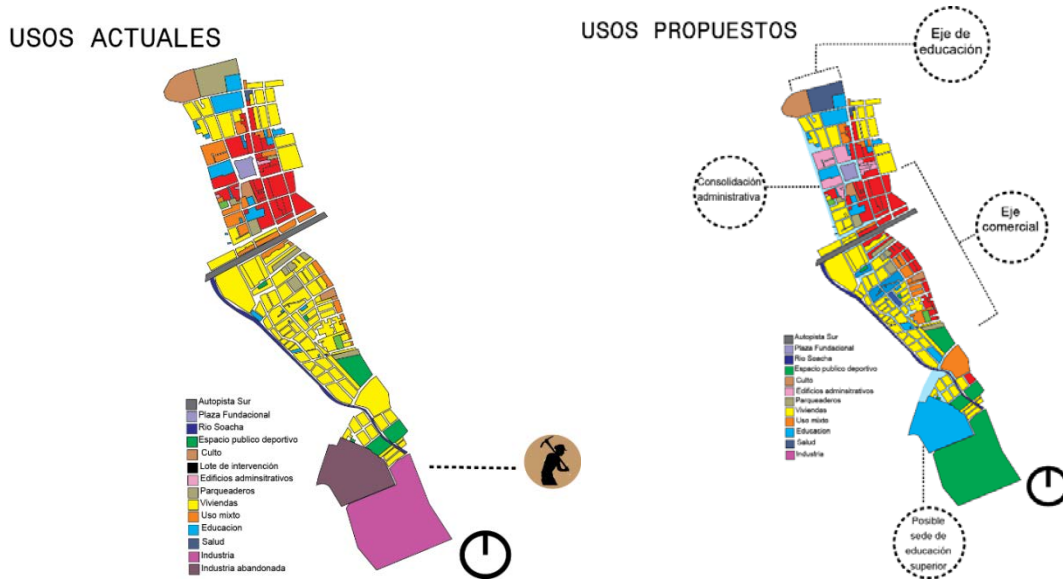 USOS ACTUALES
Autopista Sur
Plaza Fundacional
Rio Soacha
Espacio publico deportivo
Culto
Lote de intervención
Edificios adminsitrativos
Parqueaderos
Viviendas
Uso mixto
Educacion
Salud
Industria
Industria abandonada
USOS PROPUESTOS
Eje de
educación
Consolidación
administrativa
Eje
comercial
Autopista Sur
Plaza Fundacional
Rio Soacha
Espacio publico deportivo
Culto
Edificios adminsitrativos
Parqueaderos
Viviendas
Uso mixto
Educacion
Salud
Industria
Posible
sede de
educación
superior